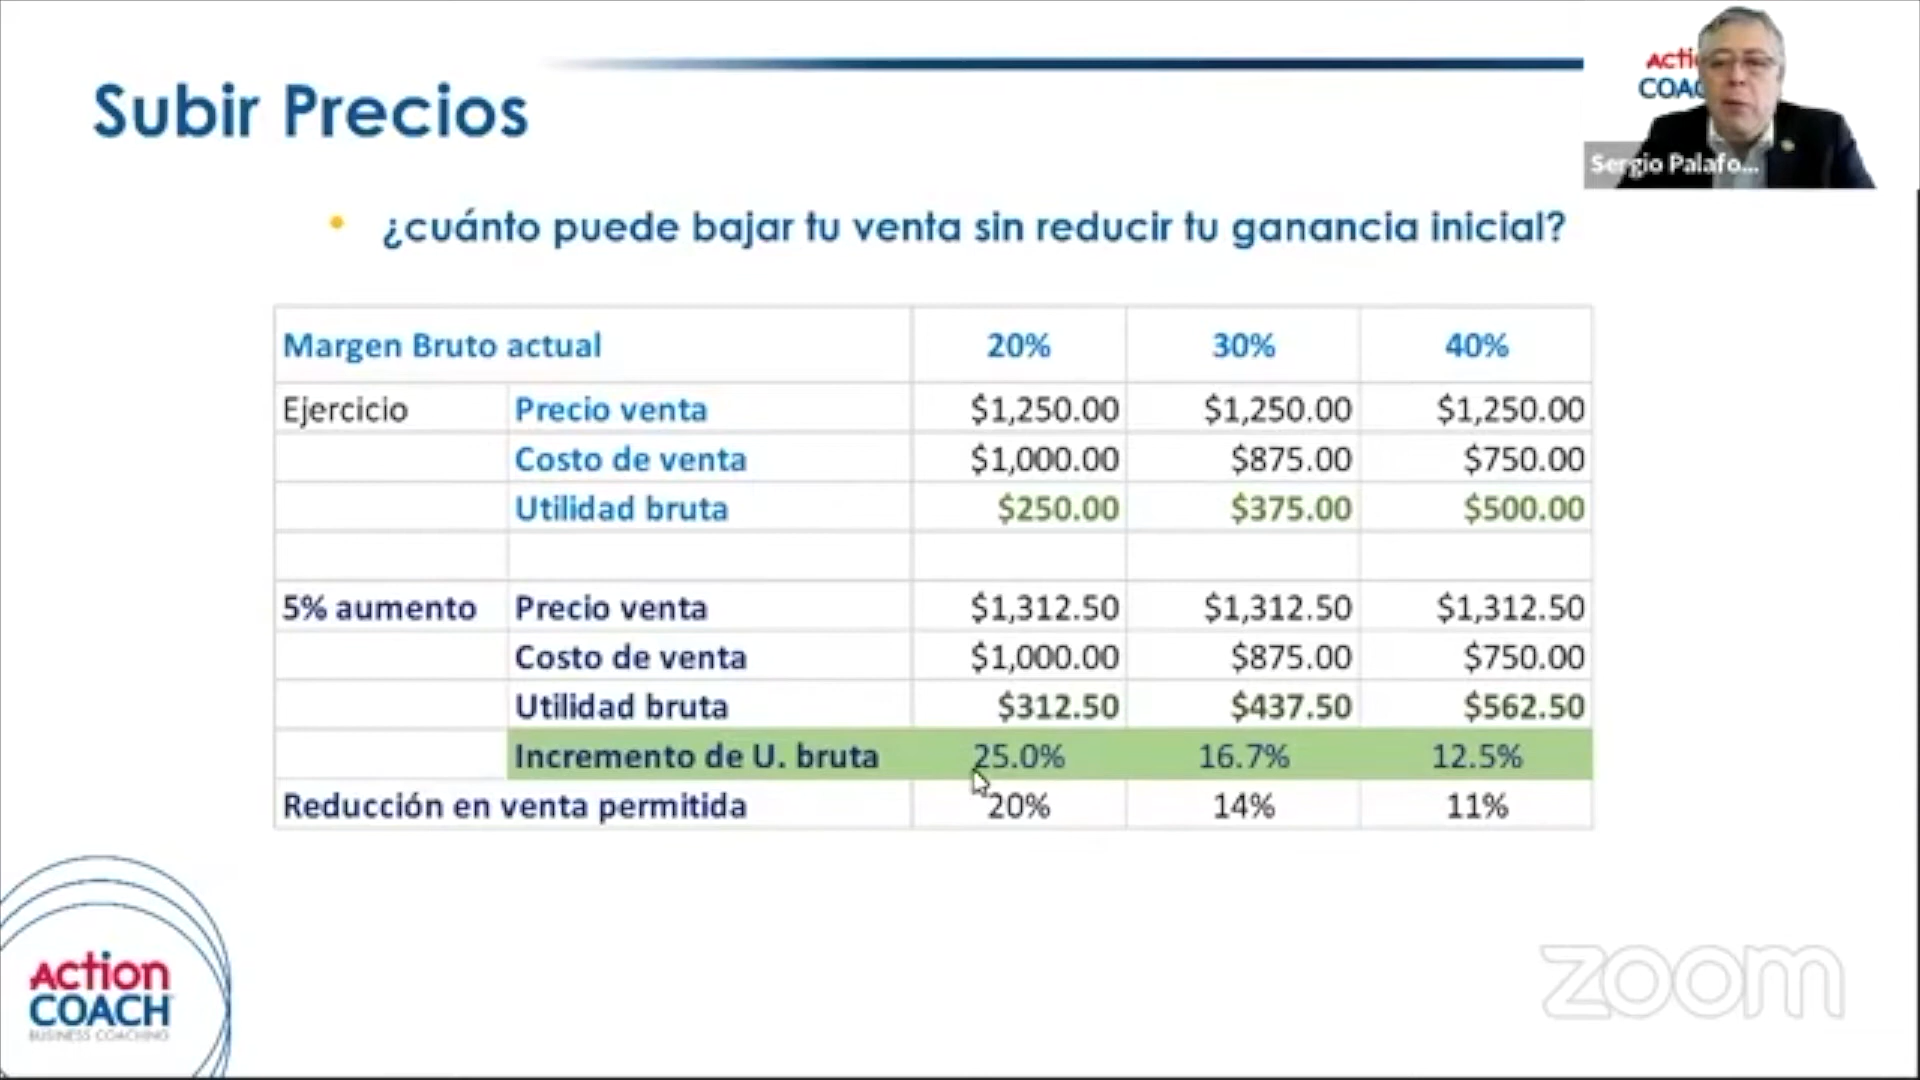 Subir Precios
ACTI
COAC
Sergio Palafo...
• ¿cuánto puede bajar tu venta sin reducir tu ganancia inicial?
Margen Bruto actual 20% 30% 40%
Ejercicio Precio venta $1,250.00 $1,250.00 $1,250.00
Costo de venta $1,000.00 $875.00 $750.00
Utilidad bruta $250.00 $375.00 $500.00
5% aumento Precio venta $1,312.50 $1,312.50 $1,312.50
Costo de venta $1,000.00 $875.00 $750.00
Utilidad bruta $312.50 $437.50 $562.50
Incremento de U. bruta 25.0% 16.7% 12.5%
Reducción en venta permitida 20% 14% 11%
ACTION
COACH
BUSINESS COACHING
zoom